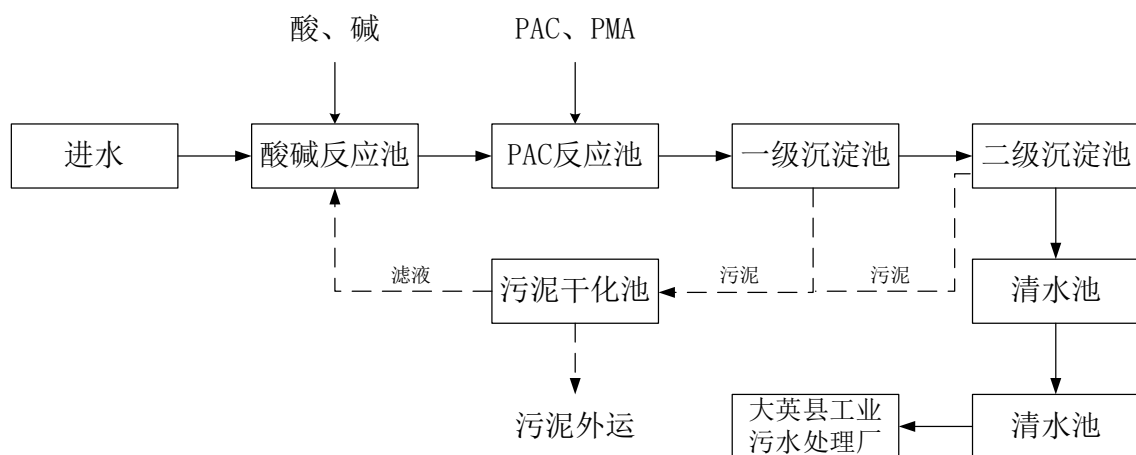 酸、碱
PAC、PMA
进水
酸碱反应池
PAC反应池
一级沉淀池
二级沉淀池
滤液
污泥干化池
污泥
污泥
清水池
污泥外运
大英县工业
污水处理厂
清水池